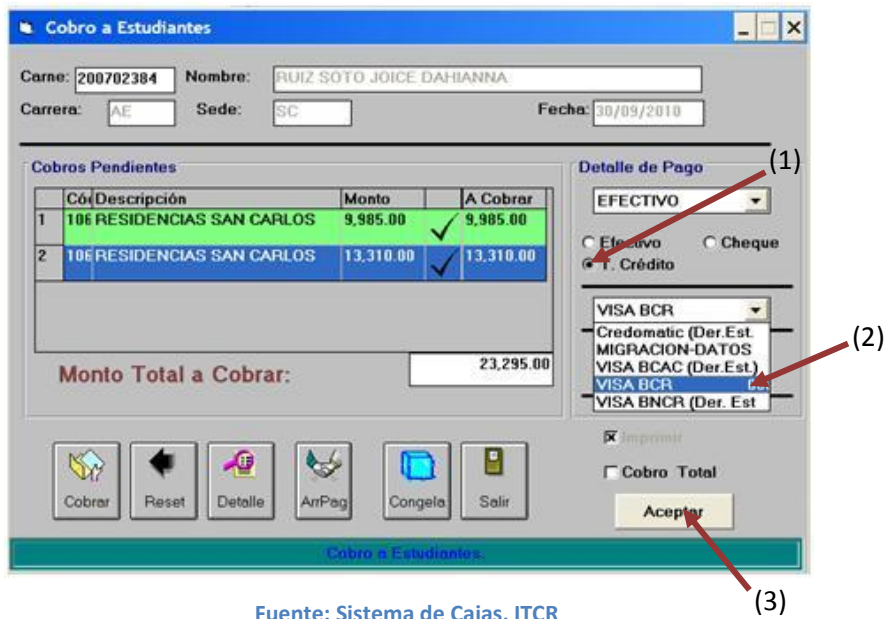 Cobro a Estudiantes
Carne: 200702384 Nombre: RUIZ SOTO JOICE DAHIANNA
Carrera: AE Sede: SC Fecha: 30/09/2010
Cobros Pendientes
Detalle de Pago
(1)
Descripción Monto A Cobrar
1 106 RESIDENCIAS SAN CARLOS 9,985.00 9,985.00
2 106 RESIDENCIAS SAN CARLOS 13,310.00 13,310.00
EFECTIVO
Efectivo Cheque
T. Crédito
VISA BCR
Credomatic (Der.Est.
MIGRACION-DATOS
VISA BCAC (Der.Est.)
VISA BCR
VISA BNCR (Der. Est
(2)
Monto Total a Cobrar: 23,295.00
Imprimir
Cobro Total
Aceptar
Cobrar Reset Detalle ArrPag Congela Salir
Cobro a Estudiantes.
(3)
Fuente: Sistema de Cajas, ITCR